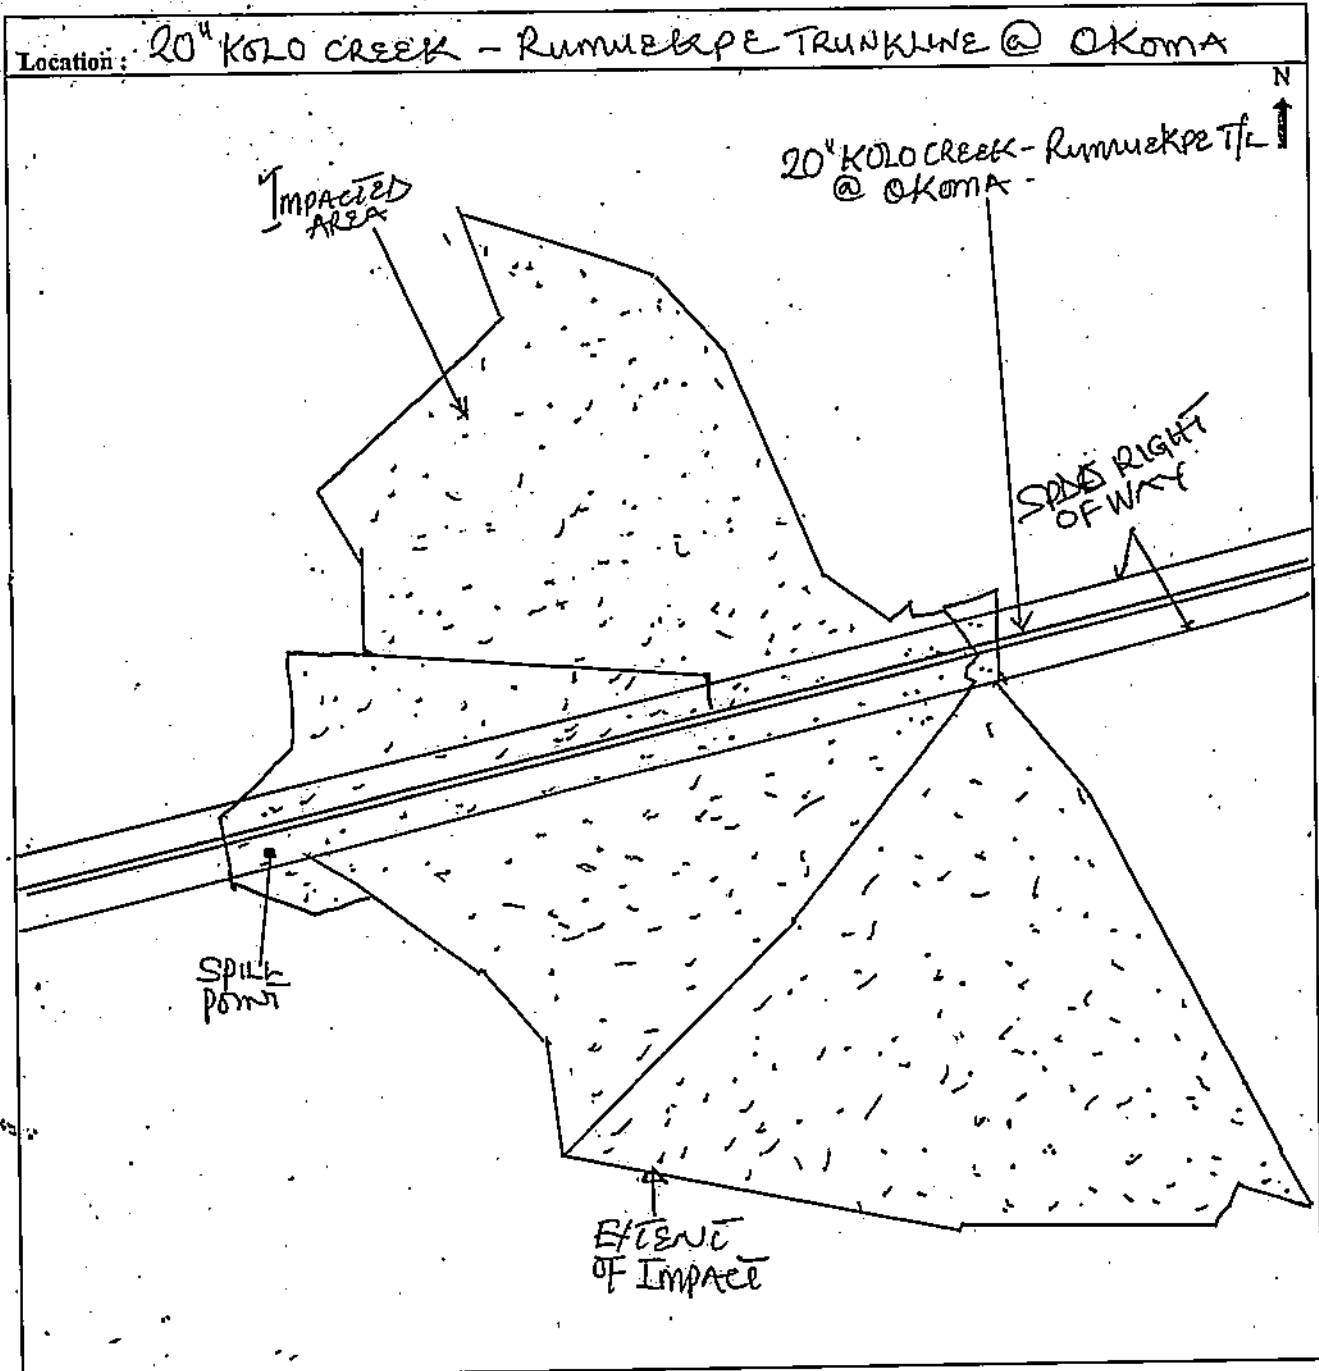 Location : 20" KOLO CREEK - RUMUEKPE TRUNKLINE @ OKOMA
N
20" KOLO CREEK - RUMUEKPE T/L
@ OKOMA -
IMPACTED
AREA
SPDC RIGHT
OF WAY
SPILL
POINT
EXTENT
OF IMPACT